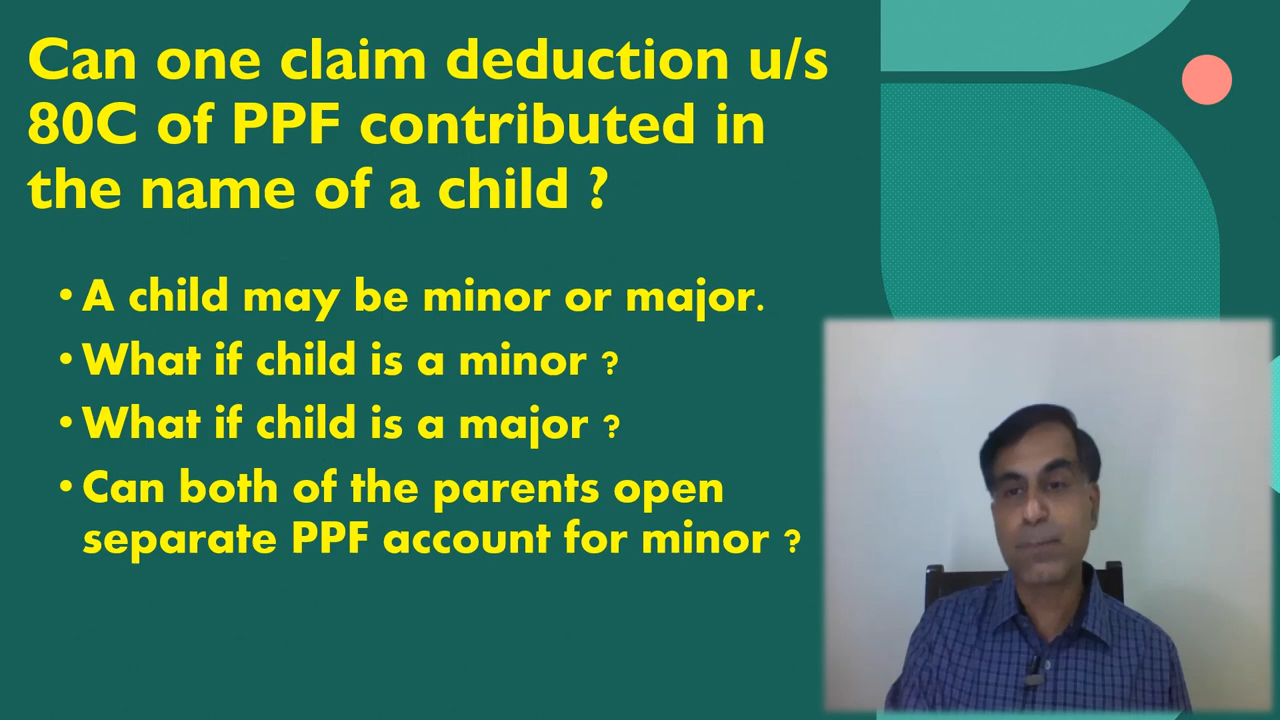 Can one claim deduction u/s
80C of PPF contributed in
the name of a child ?
• A child may be minor or major.
• What if child is a minor ?
• What if child is a major ?
• Can both of the parents open
separate PPF account for minor ?